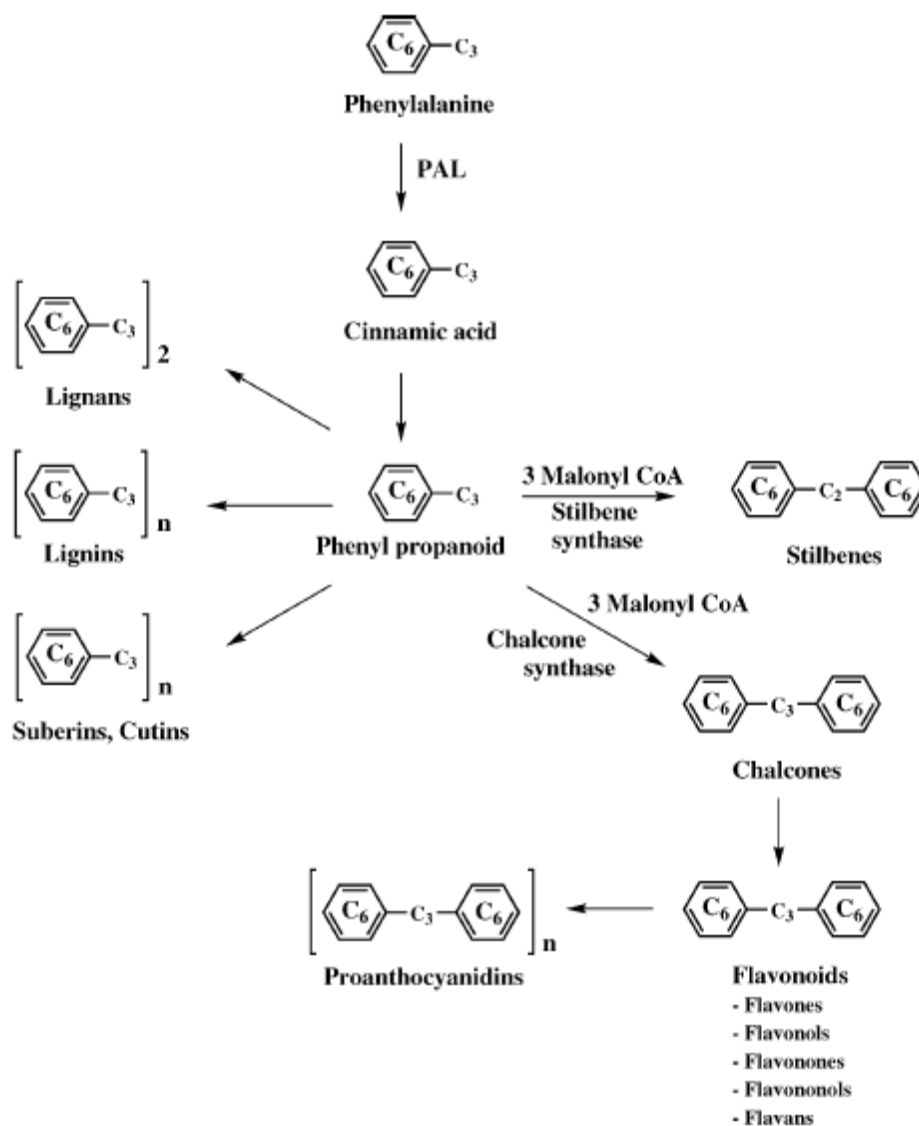 C6 C3
Phenylalanine
PAL
C6 C3
Cinnamic acid
C6 C3 2
Lignans
C6 C3 n
Lignins
C6 C3
Phenyl propanoid
3 Malonyl CoA
Stilbene
synthase
C6 C2 C6
Stilbenes
3 Malonyl CoA
Chalcone
synthase
C6 C3 n
Suberins, Cutins
C6 C3 C6
Chalcones
C6 C3 C6 n
Proanthocyanidins
C6 C3 C6
Flavonoids
- Flavones
- Flavonols
- Flavonones
- Flavononols
- Flavans